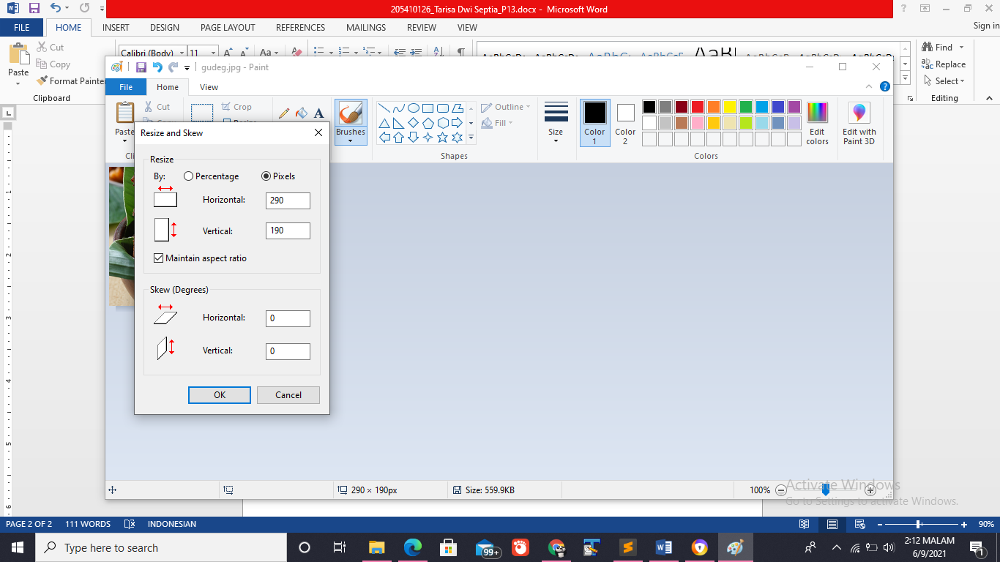 205410126_Tarisa Dwi Septia_P13.docx - Microsoft Word
FILE HOME INSERT DESIGN PAGE LAYOUT REFERENCES MAILINGS REVIEW VIEW Sign in
Cut
Copy
Format Painter
Paste
Clipboard
Calibri (Body) 11 Aa
Find
Replace
Select
Editing
gudeg.jpg - Paint
File Home View
Paste
Cut
Crop
Brushes
Shapes
Outline
Fill
Size
Color 1
Color 2
Colors
Edit colors
Edit with Paint 3D
Resize and Skew
Resize
By: Percentage Pixels
Horizontal: 290
Vertical: 190
Maintain aspect ratio
Skew (Degrees)
Horizontal: 0
Vertical: 0
OK Cancel
290 × 190px Size: 559.9KB 100%
Activate Windows
Go to Settings to activate Windows.
PAGE 2 OF 2 111 WORDS INDONESIAN 90%
Type here to search
99+
2:12 MALAM
6/9/2021
1